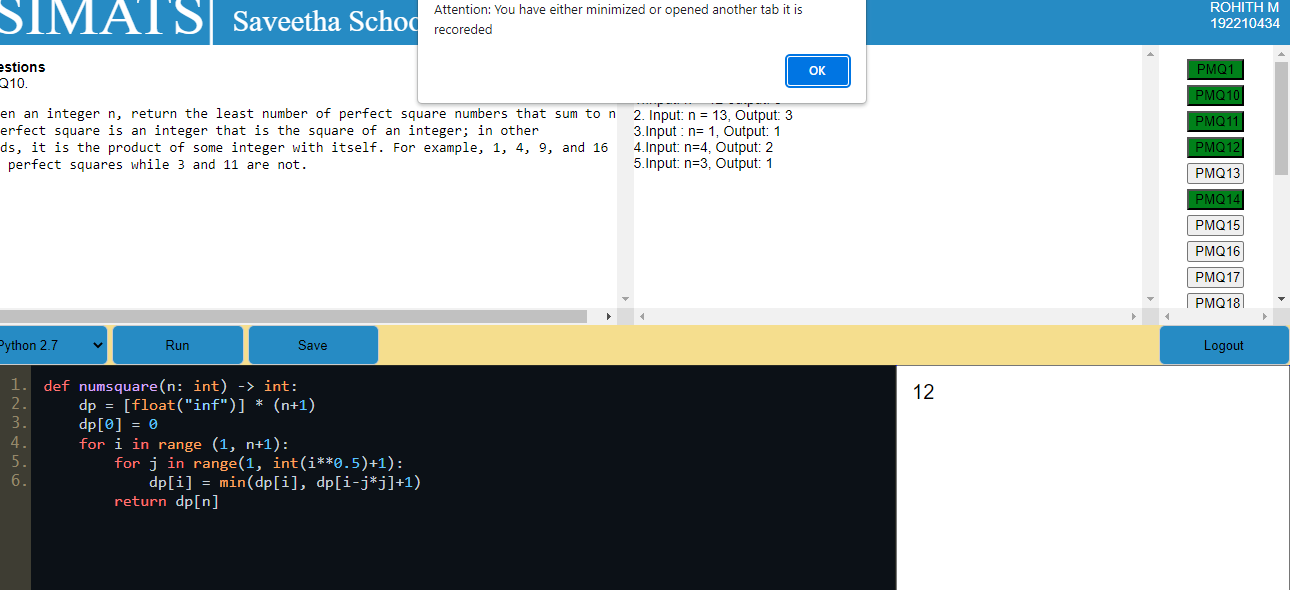 SIMATS
Saveetha Schoo
Attention: You have either minimized or opened another tab it is
recoreded
OK
ROHITH M
192210434
estions
Q10.
en an integer n, return the least number of perfect square numbers that sum to n
erfect square is an integer that is the square of an integer; in other
ds, it is the product of some integer with itself. For example, 1, 4, 9, and 16
perfect squares while 3 and 11 are not.
2. Input: n = 13, Output: 3
3.Input : n= 1, Output: 1
4.Input: n=4, Output: 2
5.Input: n=3, Output: 1
PMQ1
PMQ10
PMQ11
PMQ12
PMQ13
PMQ14
PMQ15
PMQ16
PMQ17
PMQ18
Python 2.7
Run
Save
Logout
1. def numsquare(n: int) -> int:
2. dp = [float("inf")] * (n+1)
3. dp[0] = 0
4. for i in range (1, n+1):
5. for j in range(1, int(i**0.5)+1):
6. dp[i] = min(dp[i], dp[i-j*j]+1)
return dp[n]
12